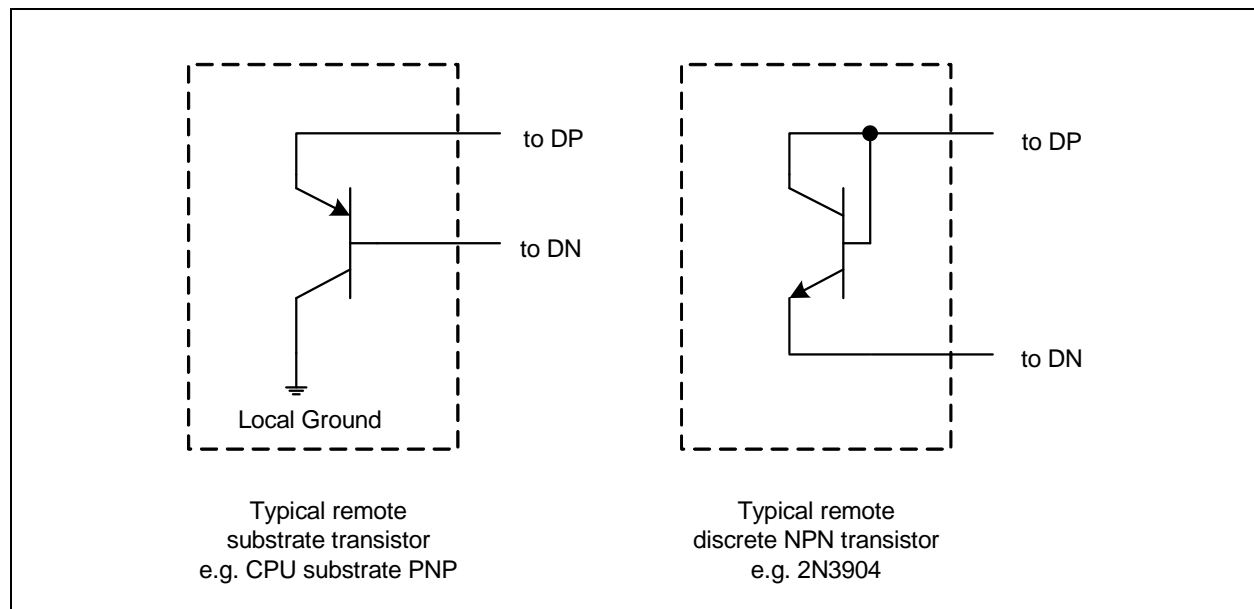 to DP
to DN
Local Ground
Typical remote
substrate transistor
e.g. CPU substrate PNP
to DP
to DN
Typical remote
discrete NPN transistor
e.g. 2N3904